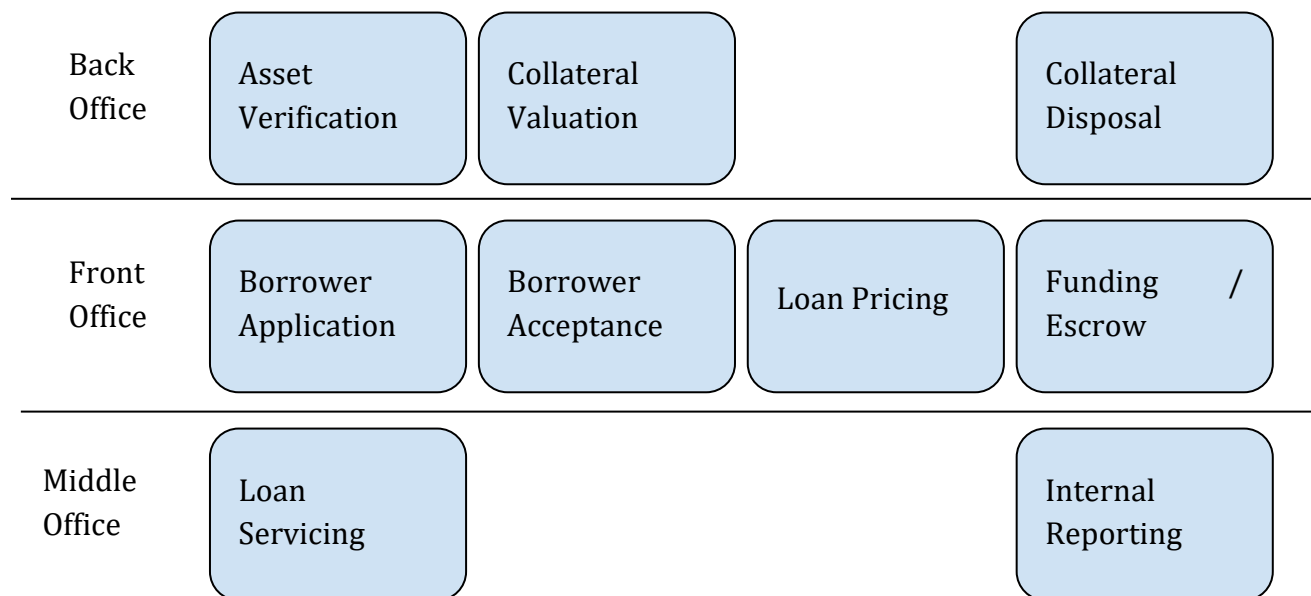 Back
Office
Asset
Verification
Collateral
Valuation
Collateral
Disposal
Front
Office
Borrower
Application
Borrower
Acceptance
Loan Pricing
Funding /
Escrow
Middle
Office
Loan
Servicing
Internal
Reporting